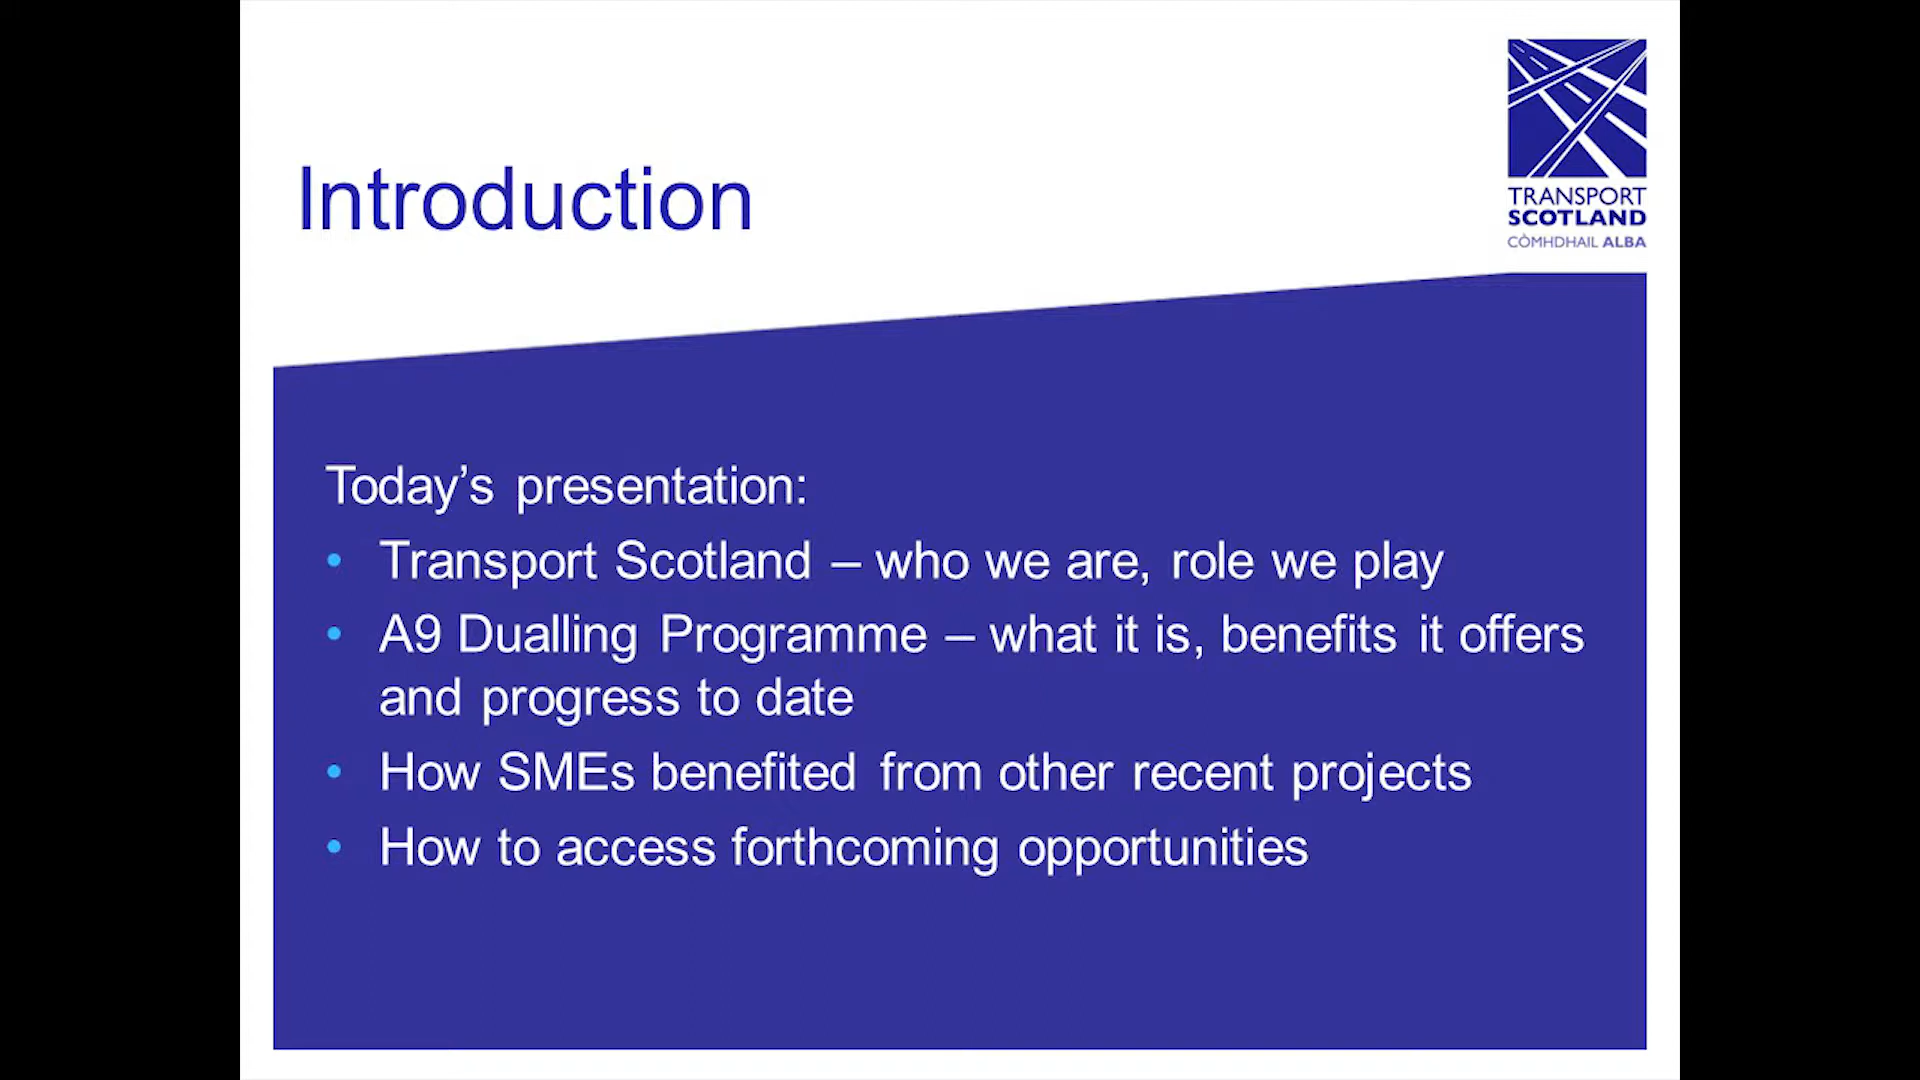 TRANSPORT
SCOTLAND
CÒMHDHAIL ALBA
Introduction
Today’s presentation:
• Transport Scotland – who we are, role we play
• A9 Dualling Programme – what it is, benefits it offers
and progress to date
• How SMEs benefited from other recent projects
• How to access forthcoming opportunities